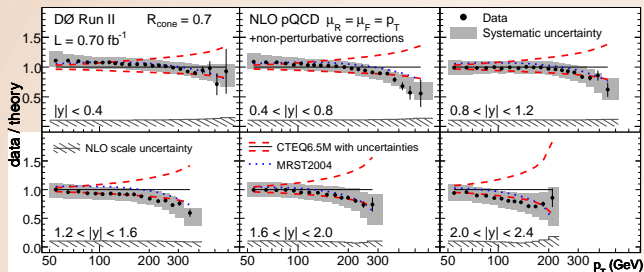 DØ Run II R_cone = 0.7
L = 0.70 fb⁻¹
NLO pQCD μ_R = μ_F = p_T
+non-perturbative corrections
Data
Systematic uncertainty
1.5
1.0
0.5
|y| < 0.4
0.4 < |y| < 0.8
0.8 < |y| < 1.2
data / theory
NLO scale uncertainty
CTEQ6.5M with uncertainties
MRST2004
1.5
1.0
0.5
0.0
1.2 < |y| < 1.6
1.6 < |y| < 2.0
2.0 < |y| < 2.4
50 100 200 300 50 100 200 300 50 100 200 300
p_T (GeV)